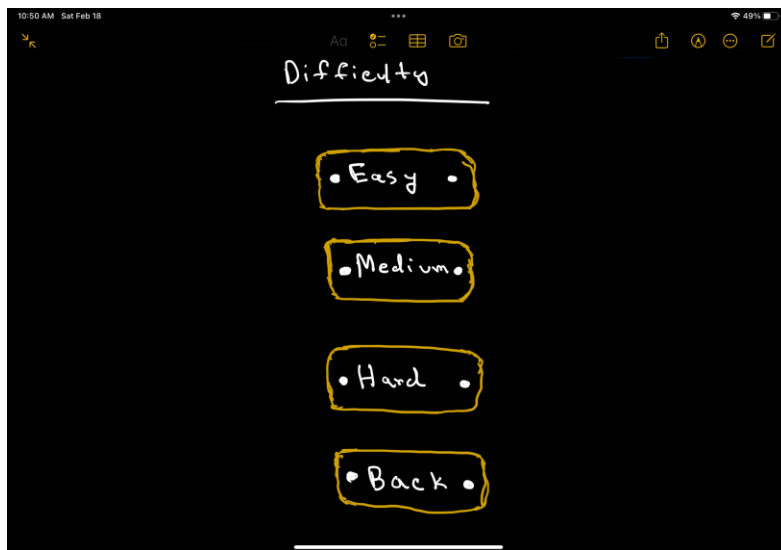 10:50 AM Sat Feb 18
49%
Aa
Difficulty
• Easy •
• Medium •
• Hard •
• Back •